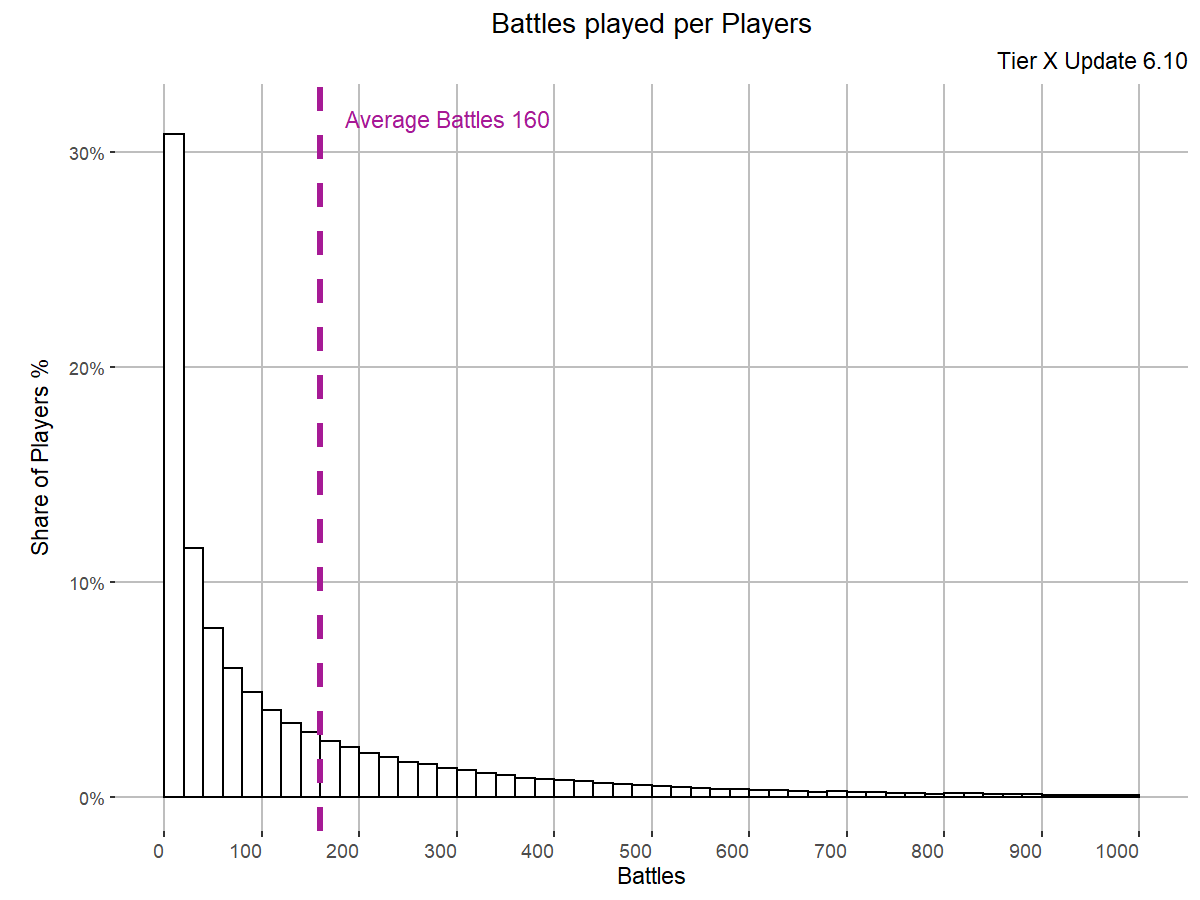 Battles played per Players
Tier X Update 6.10
Average Battles 160
30%
20%
10%
0%
Share of Players %
0 100 200 300 400 500 600 700 800 900 1000
Battles